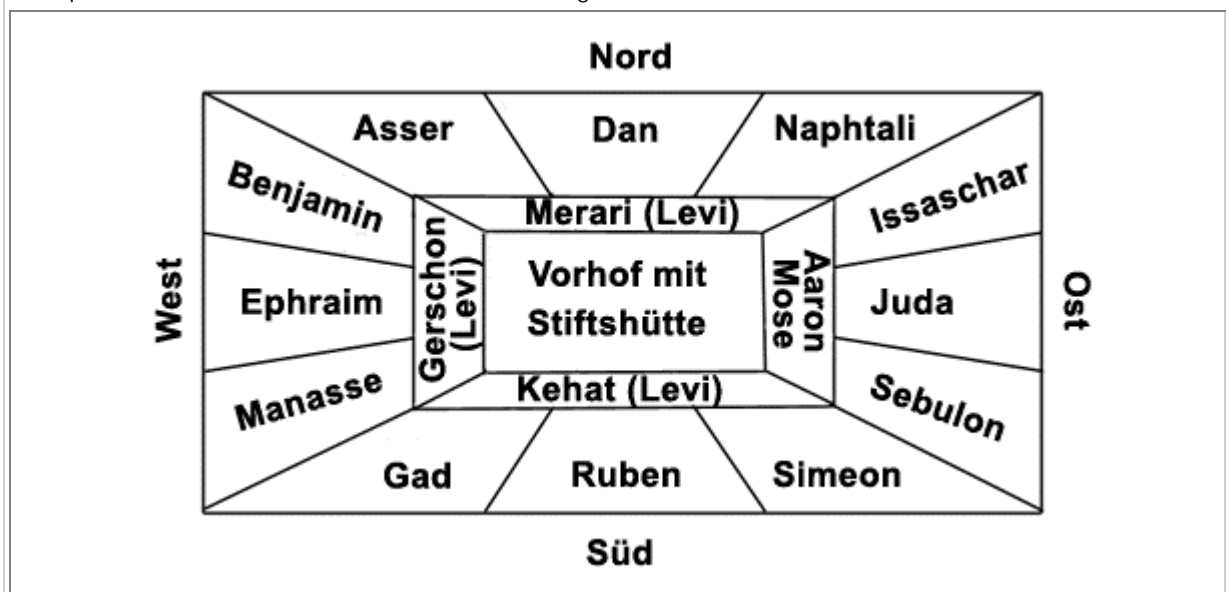 Nord
Asser
Dan
Naphtali
Benjamin
Issaschar
Merari (Levi)
West
Ephraim
Gerschon
(Levi)
Vorhof mit
Stiftshütte
Aaron
Mose
Juda
Ost
Manasse
Kehat (Levi)
Sebulon
Gad
Ruben
Simeon
Süd